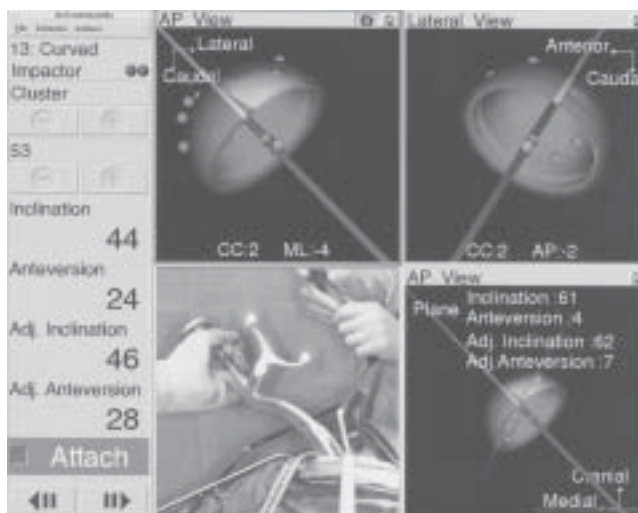 13: Curved
Impactor
Cluster
53
Inclination
44
Anteversion
24
Adj. Inclination
46
Adj. Anteversion
28
Attach
AP View
Lateral
Caudal
CC:2 ML:-4
Lateral View
Anterior
Cauda
CC:2 AP:-2
AP View
Plane
Inclination :61
Anteversion :4
Adj. Inclination :62
Adj.Anteversion :7
Cranial
Medial